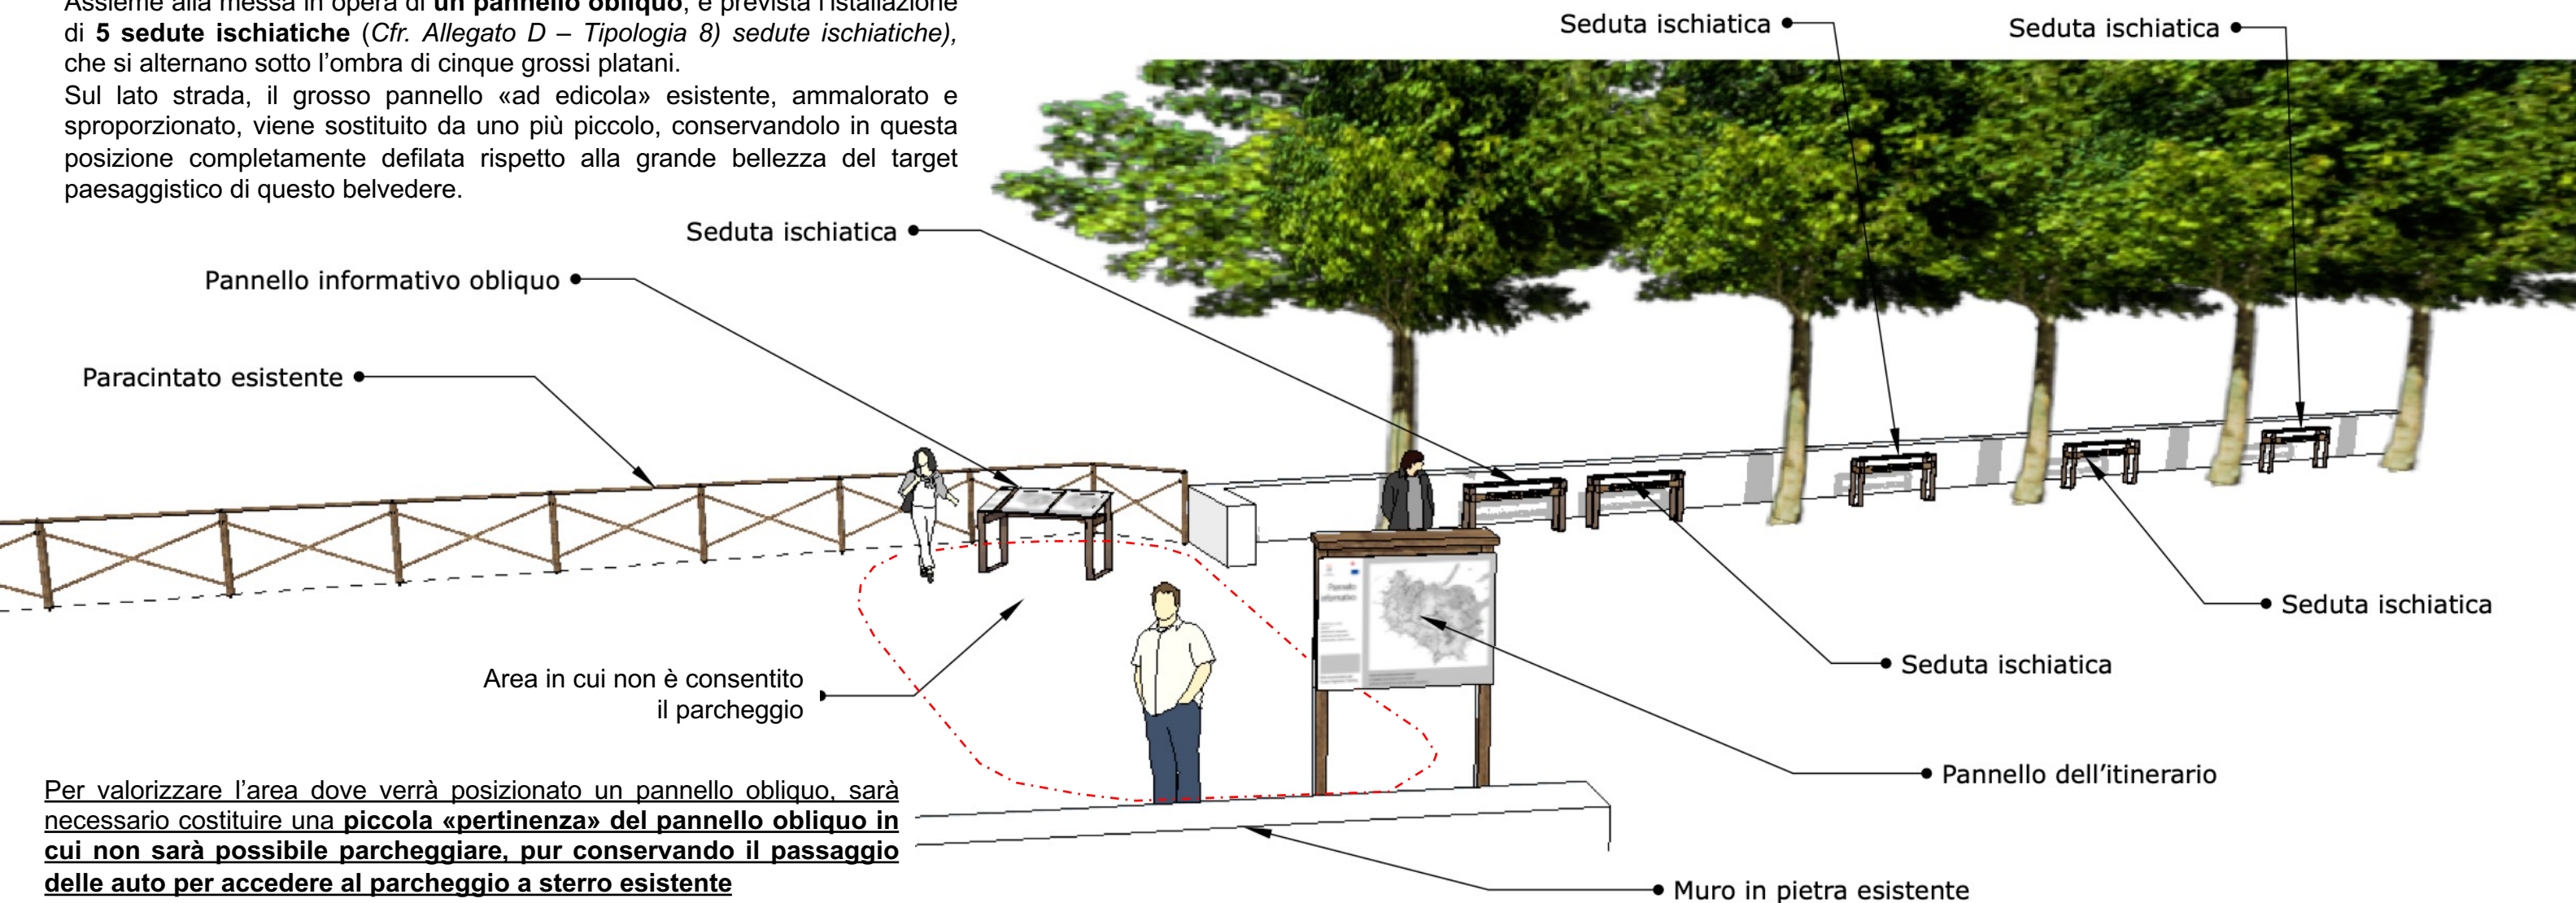 Assieme alla messa in opera di un pannello obliquo, è prevista l'istallazione
di 5 sedute ischiatiche (Cfr. Allegato D – Tipologia 8) sedute ischiatiche),
che si alternano sotto l'ombra di cinque grossi platani.
Sul lato strada, il grosso pannello «ad edicola» esistente, ammalorato e
sproporzionato, viene sostituito da uno più piccolo, conservandolo in questa
posizione completamente defilata rispetto alla grande bellezza del target
paesaggistico di questo belvedere.
Seduta ischiatica
Seduta ischiatica
Seduta ischiatica
Pannello informativo obliquo
Paracintato esistente
Pannello
informativo
Seduta ischiatica
Seduta ischiatica
Area in cui non è consentito
il parcheggio
Pannello dell'itinerario
Per valorizzare l'area dove verrà posizionato un pannello obliquo, sarà
necessario costituire una piccola «pertinenza» del pannello obliquo in
cui non sarà possibile parcheggiare, pur conservando il passaggio
delle auto per accedere al parcheggio a sterro esistente
Muro in pietra esistente